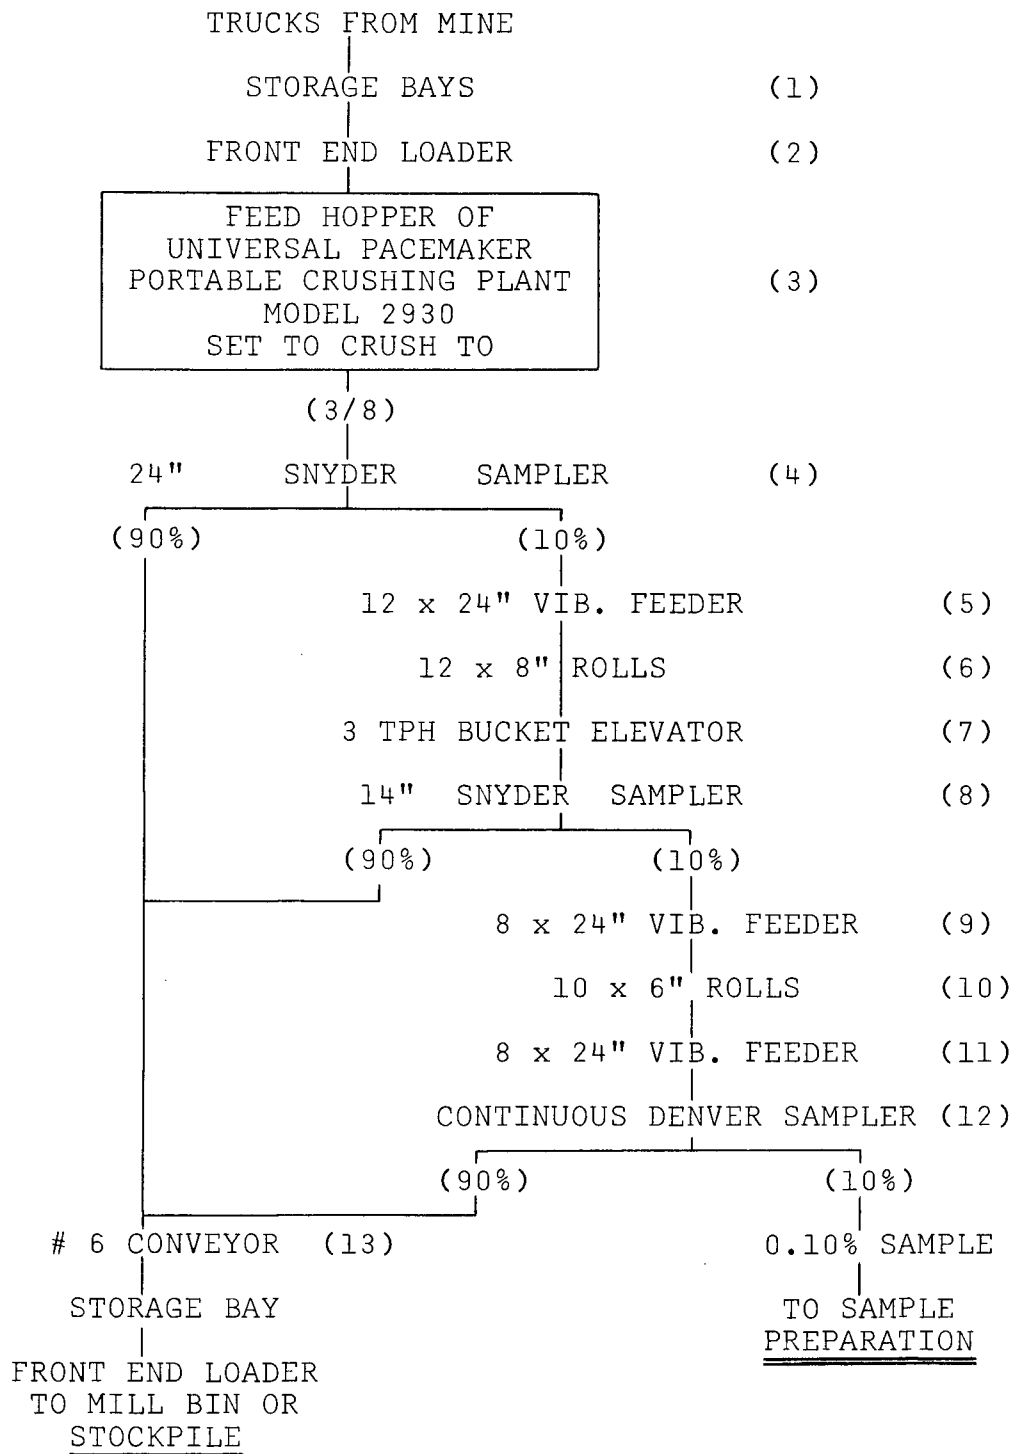 TRUCKS FROM MINE
STORAGE BAYS (1)
FRONT END LOADER (2)
FEED HOPPER OF
UNIVERSAL PACEMAKER
PORTABLE CRUSHING PLANT (3)
MODEL 2930
SET TO CRUSH TO
(3/8)
24" SNYDER SAMPLER (4)
(90%) (10%)
12 x 24" VIB. FEEDER (5)
12 x 8" ROLLS (6)
3 TPH BUCKET ELEVATOR (7)
14" SNYDER SAMPLER (8)
(90%) (10%)
8 x 24" VIB. FEEDER (9)
10 x 6" ROLLS (10)
8 x 24" VIB. FEEDER (11)
CONTINUOUS DENVER SAMPLER (12)
(90%) (10%)
# 6 CONVEYOR (13) 0.10% SAMPLE
STORAGE BAY TO SAMPLE
PREPARATION
FRONT END LOADER
TO MILL BIN OR
STOCKPILE